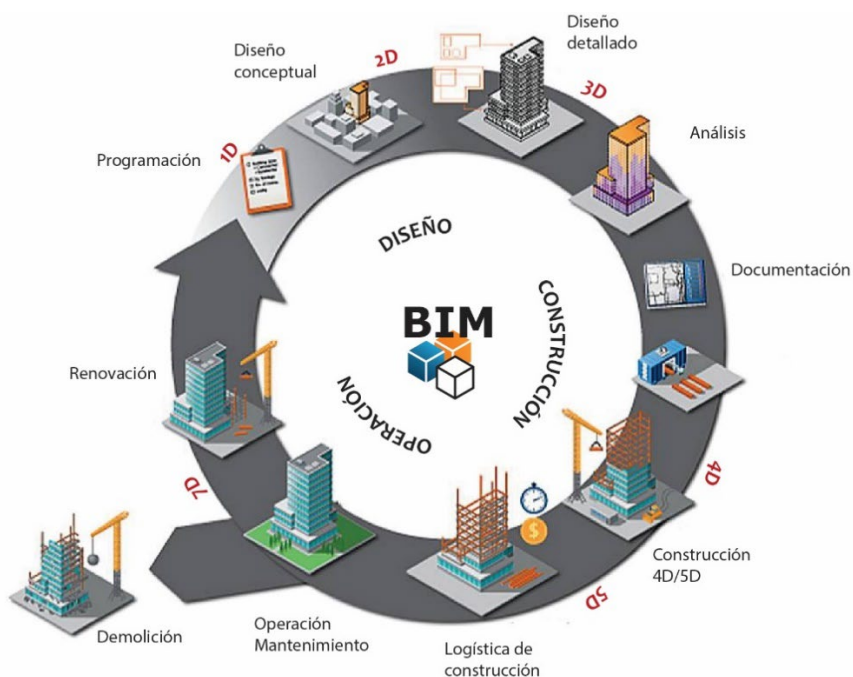 Diseño
conceptual
2D
Diseño
detallado
3D
Análisis
Programación
1D
DISEÑO
Documentación
CONSTRUCCIÓN
BIM
OPERACIÓN
Renovación
4D
7D
$
Construcción
4D/5D
5D
Demolición
Operación
Mantenimiento
Logística de
construcción